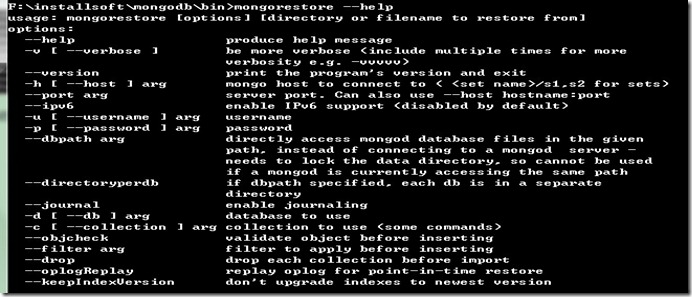 F:\installsoft\mongodb\bin>mongorestore --help
usage: mongorestore [options] [directory or filename to restore from]
options:
--help produce help message
-v [ --verbose ] be more verbose (include multiple times for more
verbosity e.g. -vvvvv)
--version print the program's version and exit
-h [ --host ] arg mongo host to connect to ( <set name>/s1,s2 for sets)
--port arg server port. Can also use --host hostname:port
--ipv6 enable IPv6 support (disabled by default)
-u [ --username ] arg username
-p [ --password ] arg password
--dbpath arg directly access mongod database files in the given
path, instead of connecting to a mongod server -
needs to lock the data directory, so cannot be used
if a mongod is currently accessing the same path
--directoryperdb if dbpath specified, each db is in a separate
directory
--journal enable journaling
-d [ --db ] arg database to use
-c [ --collection ] arg collection to use (some commands)
--objcheck validate object before inserting
--filter arg filter to apply before inserting
--drop drop each collection before import
--oplogReplay replay oplog for point-in-time restore
--keepIndexVersion don't upgrade indexes to newest version